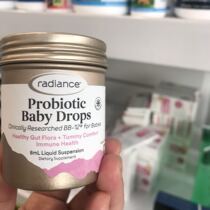 radiance
Probiotic
Baby Drops
Clinically Researched BB-12® for Babies
Healthy Gut Flora + Tummy Comfort
Immune Health
8mL Liquid Suspension
Dietary Supplement